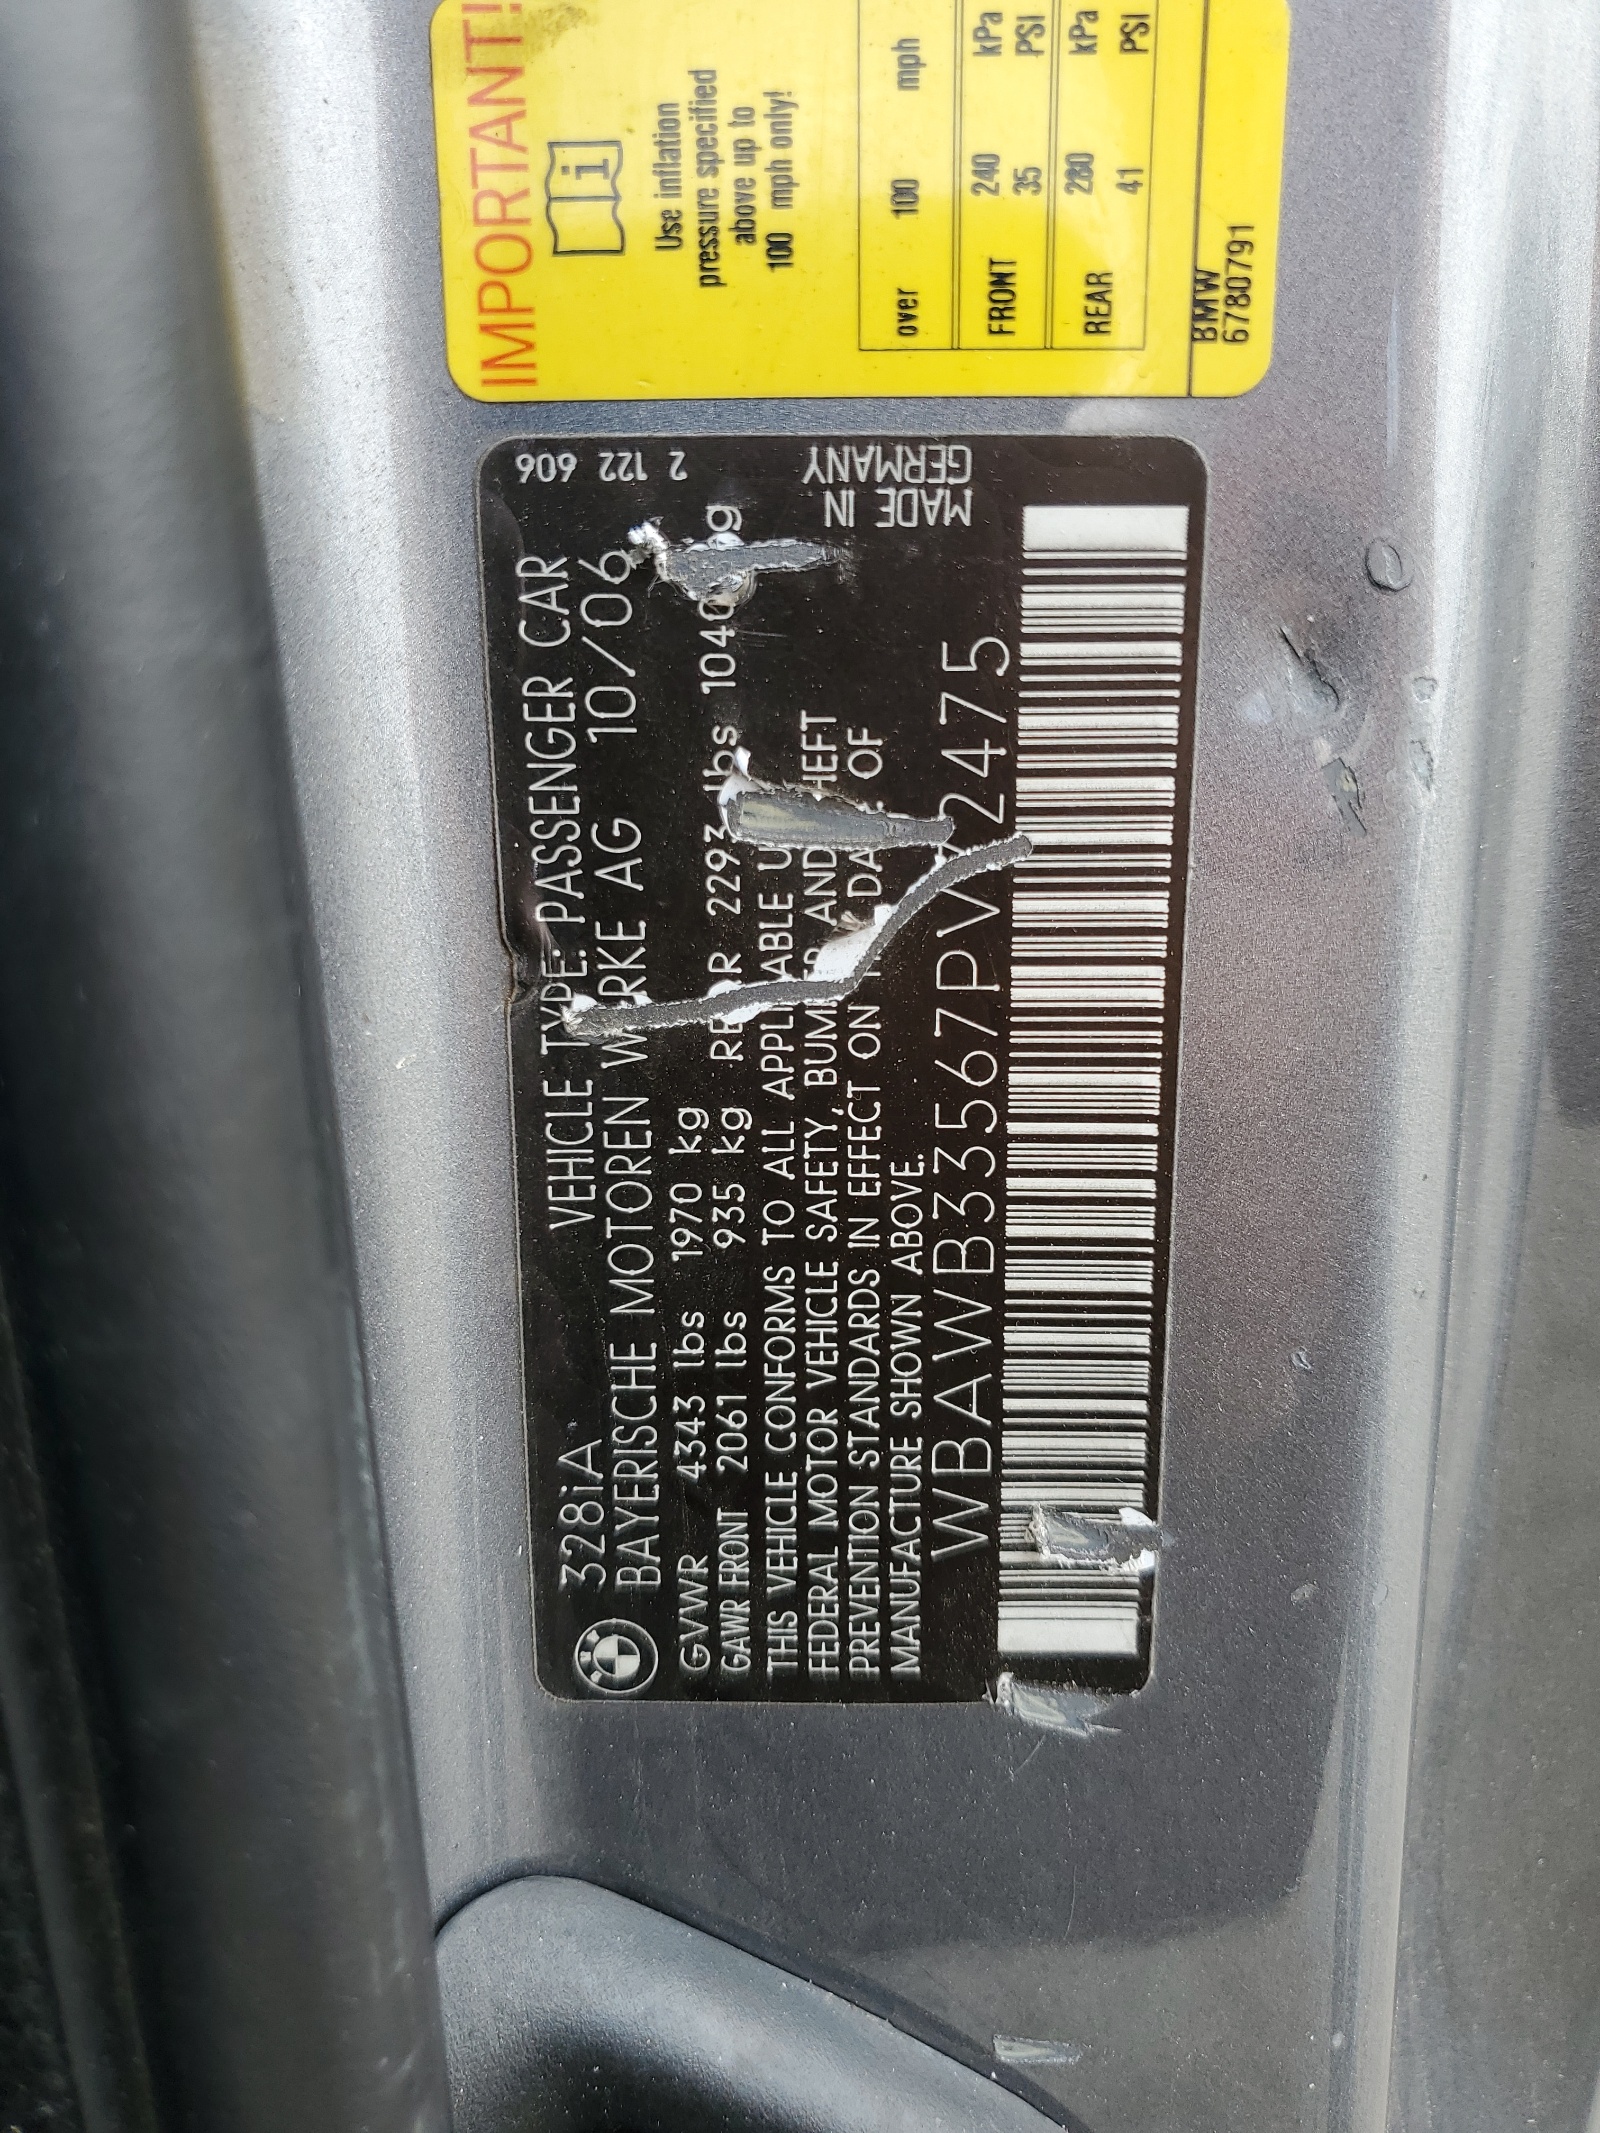 IMPORTANT!
Use inflation
pressure specified
above up to
100 mph only!
over 100 mph
FRONT 240 kPa
35 PSI
REAR 280 kPa
41 PSI
BMW
6780791
328iA VEHICLE TYPE: PASSENGER CAR
BAYERISCHE MOTOREN WERKE AG 10/06
GVWR 4343 lbs 1970 kg
GAWR FRONT 2061 lbs 935 kg REAR 2293 lbs 1040 kg
THIS VEHICLE CONFORMS TO ALL APPLICABLE
FEDERAL MOTOR VEHICLE SAFETY, BUMPER AND THEFT
PREVENTION STANDARDS IN EFFECT ON THE DATE OF
MANUFACTURE SHOWN ABOVE.
WBAWB33567PV72475
2 122 606
MADE IN
GERMANY